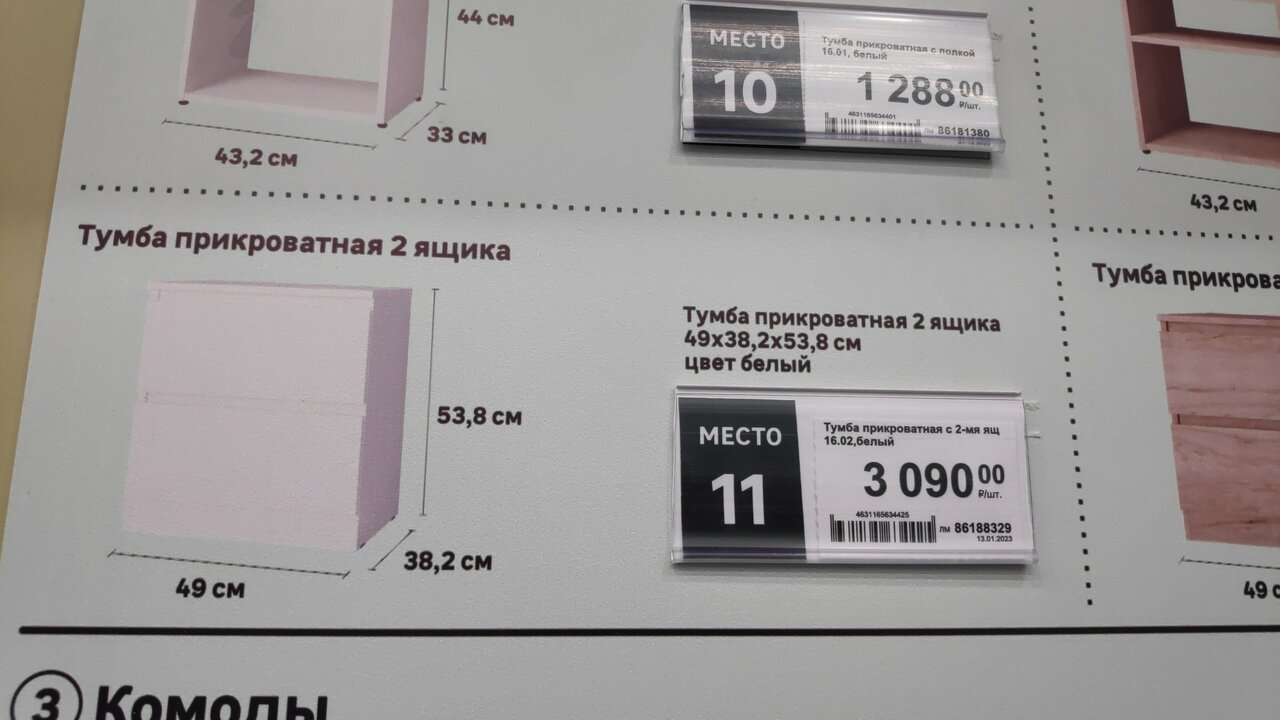 44 см
33 см
43,2 см
МЕСТО
10
Тумба прикроватная с полкой
16.01, белый
1 288 00
₽/шт.
4631165634401
лм 86181380
43,2 см
Тумба прикроватная 2 ящика
53,8 см
38,2 см
49 см
Тумба прикроватная 2 ящика
49х38,2х53,8 см
цвет белый
МЕСТО
11
Тумба прикроватная с 2-мя ящ
16.02,белый
3 090 00
₽/шт.
4631165634425
лм 86188329
13.01.2023
Тумба прикрова
49 с
3 Комоды